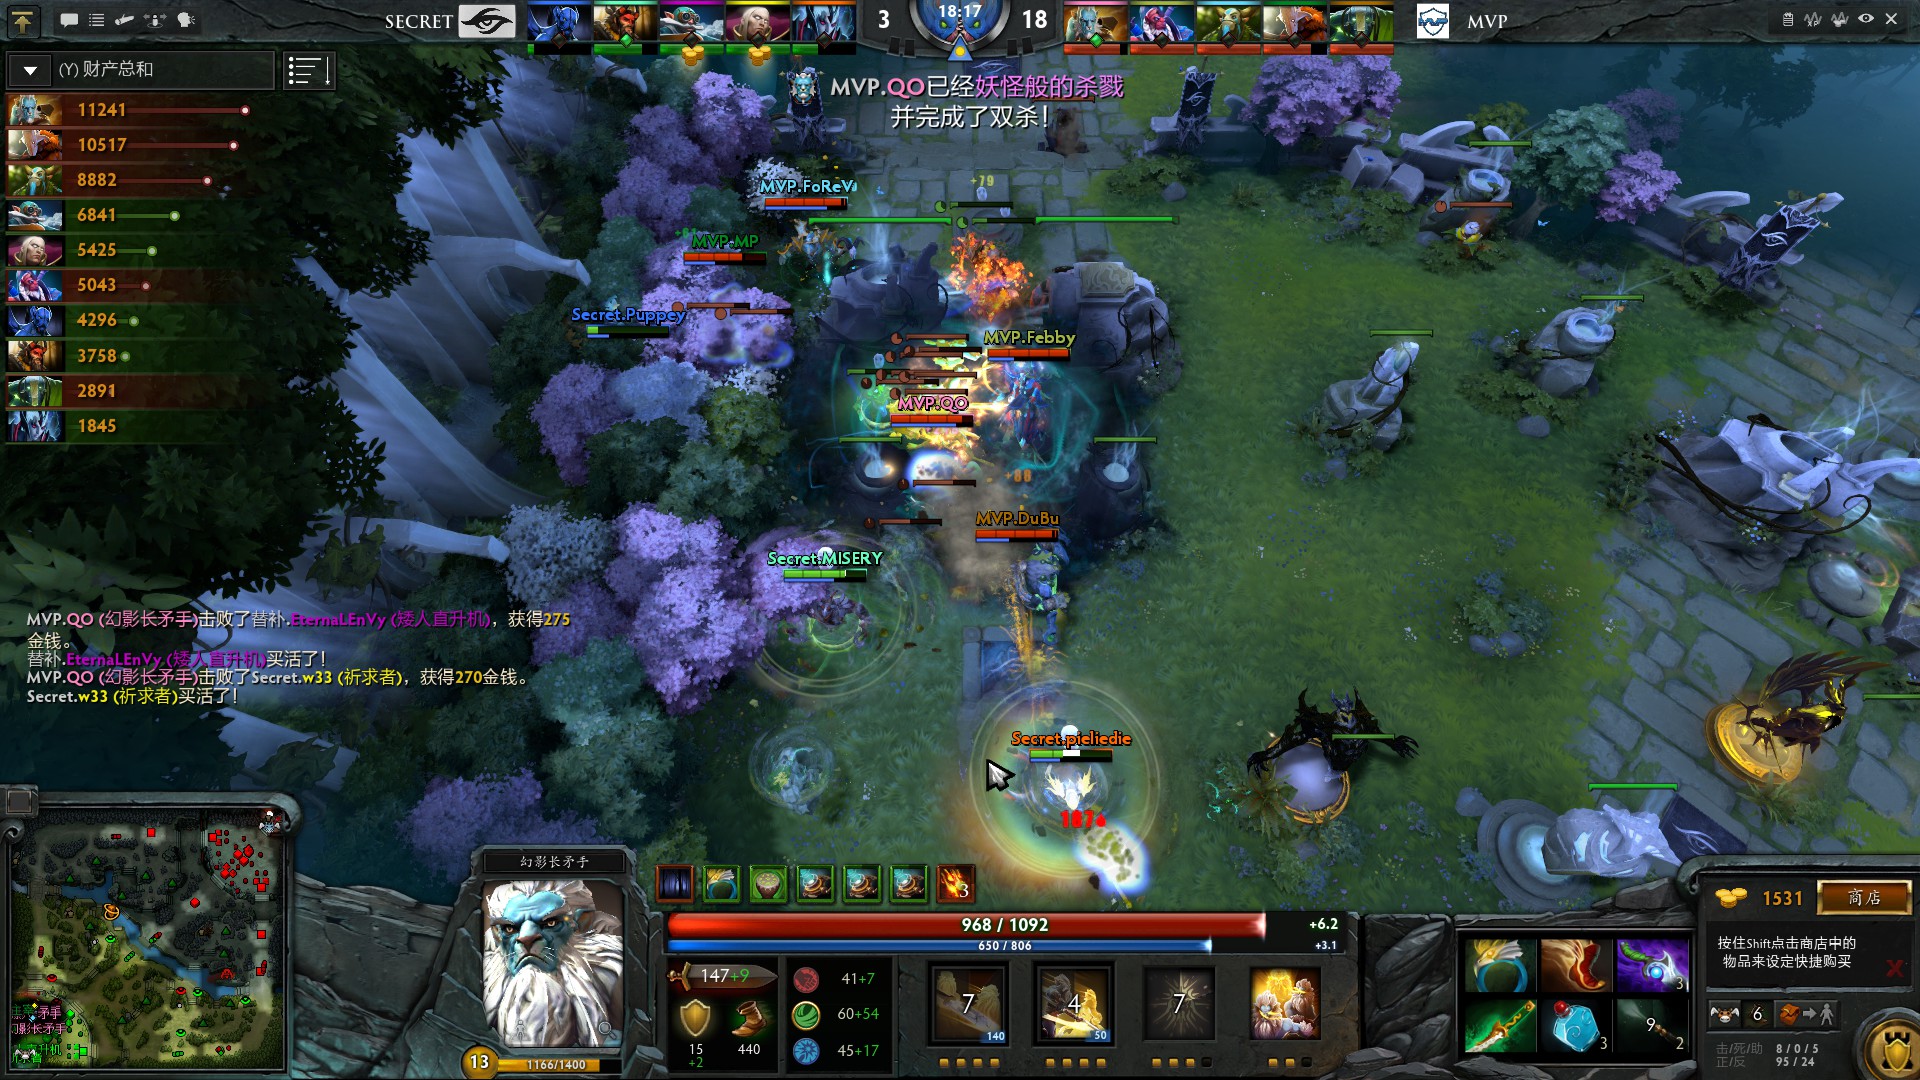 SECRET
3
18:17
18
MVP
(Y) 财产总和
11241
10517
8882
6841
5425
5043
4296
3758
2891
1845
MVP.QO已经妖怪般的杀戮
并完成了双杀！
+79
MVP.FoReV
MVP.MP
Secret.Puppey
MVP.Febby
MVP.QO
+88
MVP.DuBu
Secret.MISERY
Secret.pieliedie
187
MVP.QO (幻影长矛手)击败了替补.EternaLEnVy (矮人直升机)，获得275
金钱。
替补.EternaLEnVy (矮人直升机)买活了！
MVP.QO (幻影长矛手)击败了Secret.w33 (祈求者)，获得270金钱。
Secret.w33 (祈求者)买活了！
幻影长矛手
3
968 / 1092
+6.2
650 / 806
+3.1
147+9
41+7
60+54
45+17
15
+2
440
7
140
4
50
7
13
1166/1400
3
3
9
2
1531
商店
按住Shift点击商店中的
物品来设定快捷购买
6
击/死/助
8 / 0 / 5
正/反
95 / 24